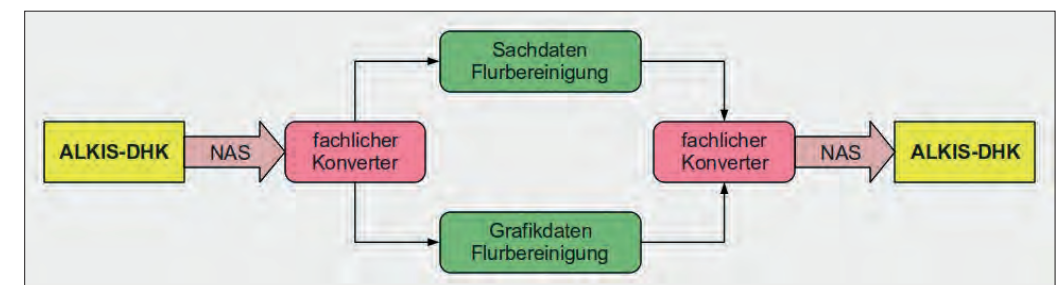 Sachdaten
Flurbereinigung
ALKIS-DHK
NAS
fachlicher
Konverter
fachlicher
Konverter
NAS
ALKIS-DHK
Grafikdaten
Flurbereinigung